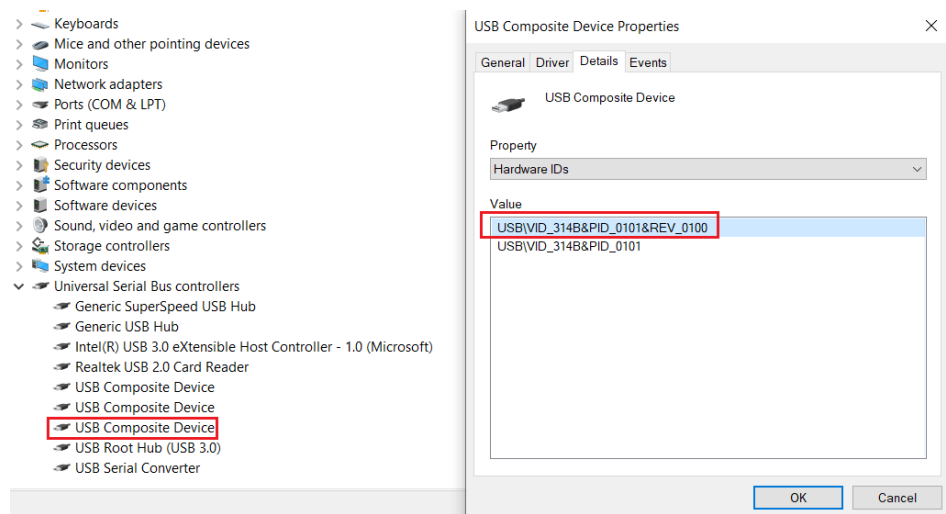 Keyboards
Mice and other pointing devices
Monitors
Network adapters
Ports (COM & LPT)
Print queues
Processors
Security devices
Software components
Software devices
Sound, video and game controllers
Storage controllers
System devices
Universal Serial Bus controllers
Generic SuperSpeed USB Hub
Generic USB Hub
Intel(R) USB 3.0 eXtensible Host Controller - 1.0 (Microsoft)
Realtek USB 2.0 Card Reader
USB Composite Device
USB Composite Device
USB Composite Device
USB Root Hub (USB 3.0)
USB Serial Converter
USB Composite Device Properties
General Driver Details Events
USB Composite Device
Property
Hardware IDs
Value
USB\VID_314B&PID_0101&REV_0100
USB\VID_314B&PID_0101
OK Cancel